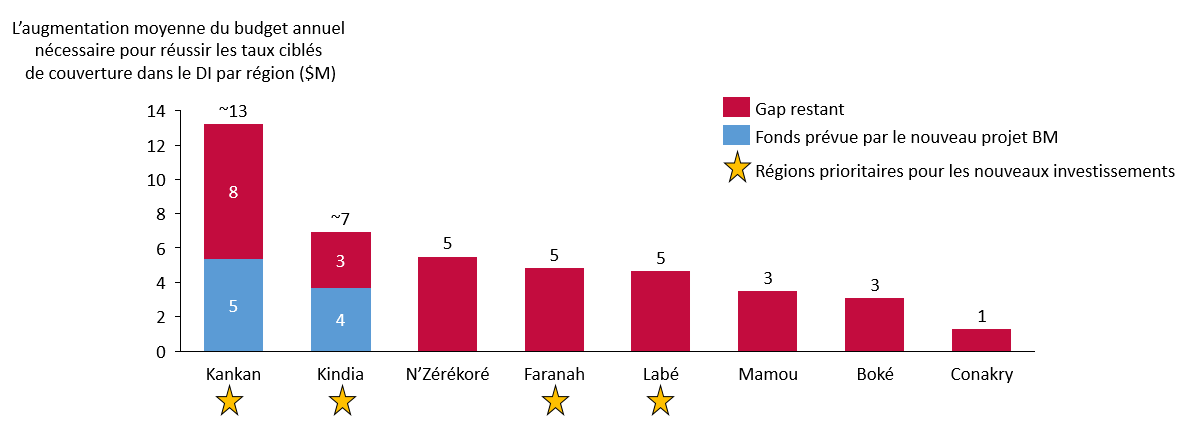 L'augmentation moyenne du budget annuel
nécessaire pour réussir les taux ciblés
de couverture dans le DI par région ($M)
Gap restant
Fonds prévue par le nouveau projet BM
Régions prioritaires pour les nouveaux investissements
14
12
10
8
6
4
2
0
~13
8
5
~7
3
4
5
5
5
3
3
1
Kankan
Kindia
N'Zérékoré
Faranah
Labé
Mamou
Boké
Conakry